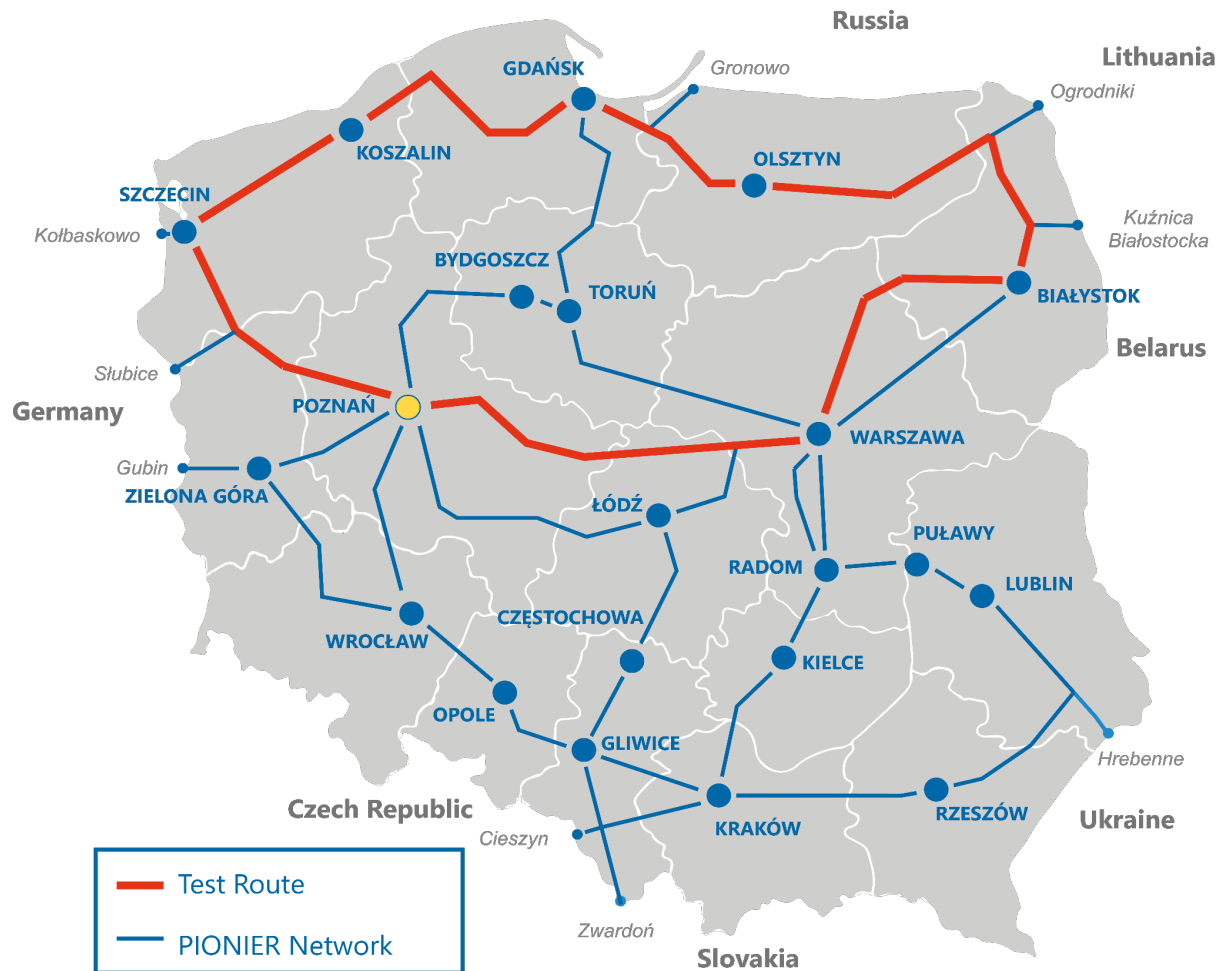 Russia
Lithuania
GDAŃSK
Gronowo
Ogrodniki
KOSZALIN
OLSZTYN
SZCZECIN
Kołbaskowo
Kuźnica
Białostocka
BYDGOSZCZ
TORUŃ
BIAŁYSTOK
Belarus
Słubice
Germany
POZNAŃ
WARSZAWA
Gubin
ZIELONA GÓRA
ŁÓDŹ
PUŁAWY
RADOM
LUBLIN
CZĘSTOCHOWA
WROCŁAW
KIELCE
OPOLE
GLIWICE
Hrebenne
Czech Republic
KRAKÓW
RZESZÓW
Ukraine
Cieszyn
Test Route
Zwardoń
PIONIER Network
Slovakia